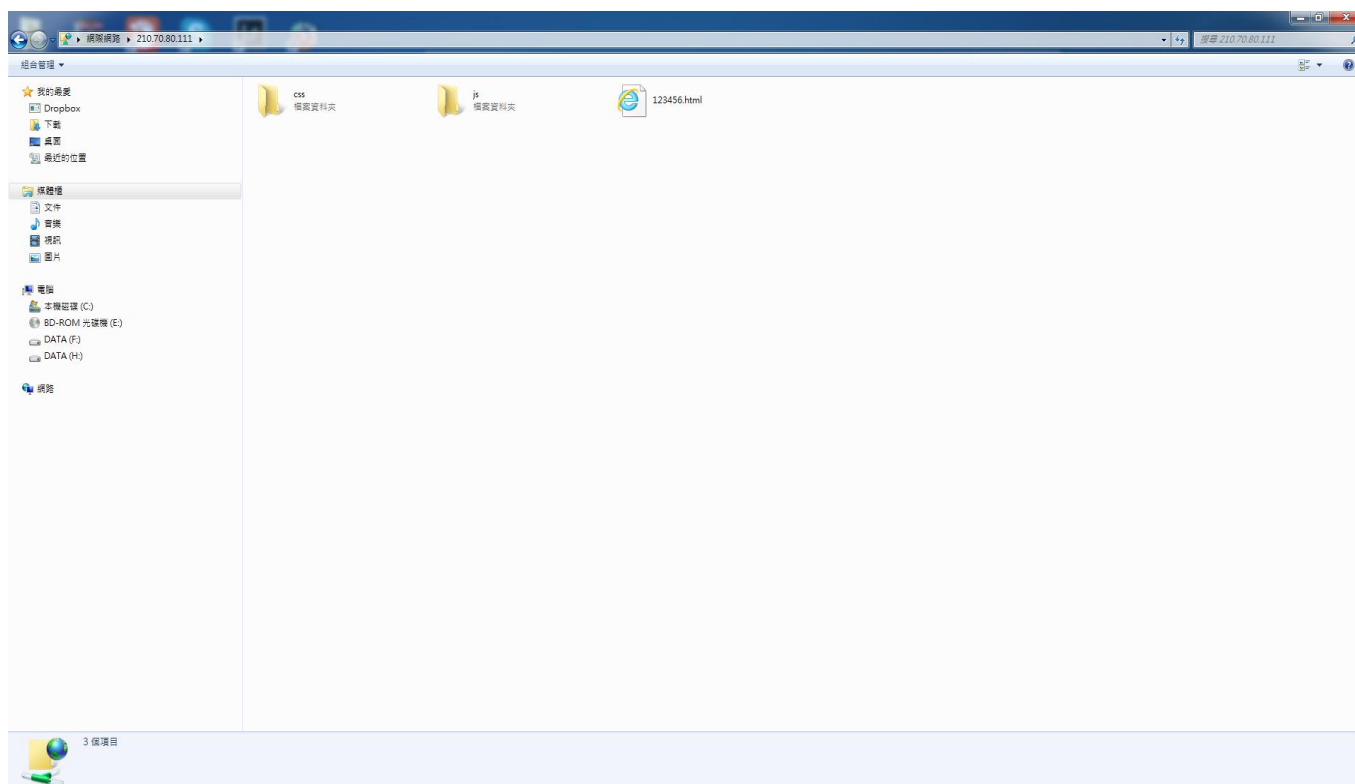 網際網路 210.70.80.111
搜尋 210.70.80.111
組合管理
我的最愛
Dropbox
下載
桌面
最近的位置
媒體櫃
文件
音樂
視訊
圖片
電腦
本機磁碟 (C:)
BD-ROM 光碟機 (E:)
DATA (F:)
DATA (H:)
網路
css
檔案資料夾
js
檔案資料夾
123456.html
3 個項目